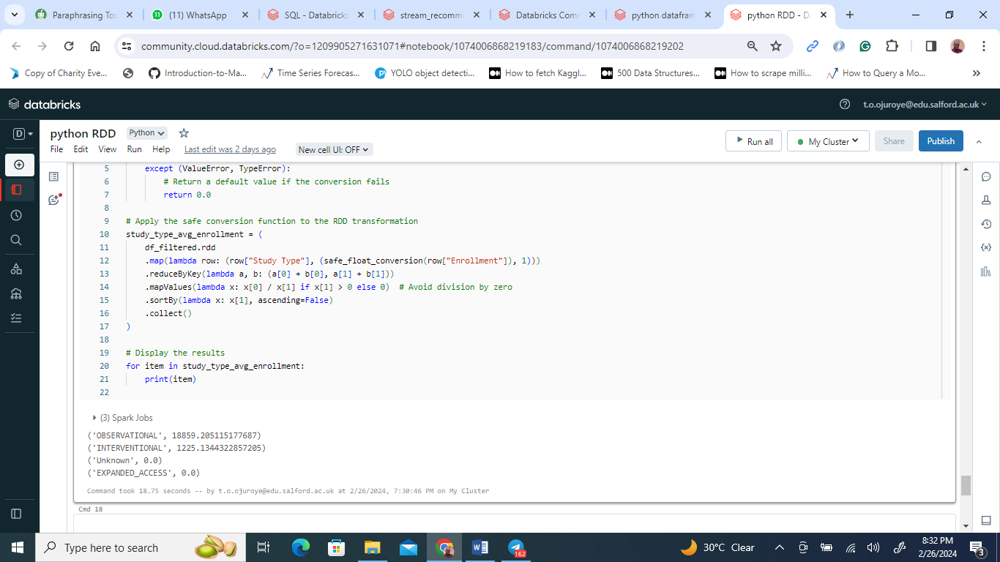 Paraphrasing Too
(11) WhatsApp
SQL - Databricks
stream_recomme
Databricks Com
python datafram
python RDD - Da
community.cloud.databricks.com/?o=1209905271631071#notebook/1074006868219183/command/1074006868219202
Copy of Charity Eve...
Introduction-to-Ma...
Time Series Forecas...
YOLO object detecti...
How to fetch Kaggl...
500 Data Structures...
How to scrape milli...
How to Query a Mo...
databricks
t.o.ojuroye@edu.salford.ac.uk
D
python RDD
Python
File Edit View Run Help
Last edit was 2 days ago
New cell UI: OFF
Run all
My Cluster
Share
Publish
5 except (ValueError, TypeError):
6 # Return a default value if the conversion fails
7 return 0.0
8
9 # Apply the safe conversion function to the RDD transformation
10 study_type_avg_enrollment = (
11 df_filtered.rdd
12 .map(lambda row: (row["Study Type"], (safe_float_conversion(row["Enrollment"]), 1)))
13 .reduceByKey(lambda a, b: (a[0] + b[0], a[1] + b[1]))
14 .mapValues(lambda x: x[0] / x[1] if x[1] > 0 else 0) # Avoid division by zero
15 .sortBy(lambda x: x[1], ascending=False)
16 .collect()
17 )
18
19 # Display the results
20 for item in study_type_avg_enrollment:
21 print(item)
22
(3) Spark Jobs
('OBSERVATIONAL', 18859.205115177687)
('INTERVENTIONAL', 1225.1344322857205)
('Unknown', 0.0)
('EXPANDED_ACCESS', 0.0)
Command took 18.75 seconds -- by t.o.ojuroye@edu.salford.ac.uk at 2/26/2024, 7:30:46 PM on My Cluster
Cmd 18
Type here to search
162
30°C Clear
8:32 PM
2/26/2024
3